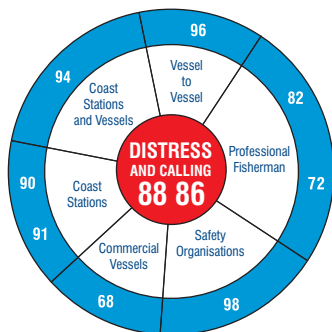 96
Vessel
to
Vessel
82
Professional
Fisherman
72
Safety
Organisations
98
Commercial
Vessels
68
Coast
Stations
90
91
Coast
Stations
and Vessels
94
DISTRESS
AND CALLING
88 86